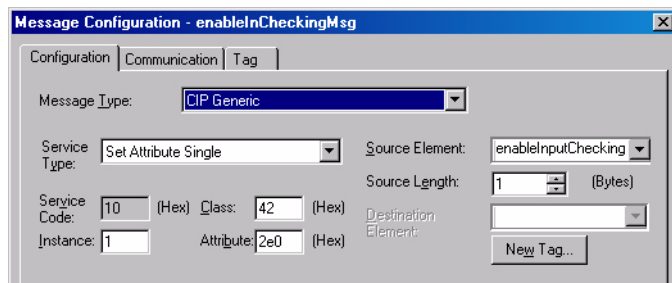 Message Configuration - enableInCheckingMsg
Configuration Communication Tag
Message Type: CIP Generic
Service Type: Set Attribute Single
Source Element: enableInputChecking
Source Length: 1 (Bytes)
Service Code: 10 (Hex) Class: 42 (Hex)
Destination Element:
Instance: 1 Attribute: 2e0 (Hex)
New Tag...